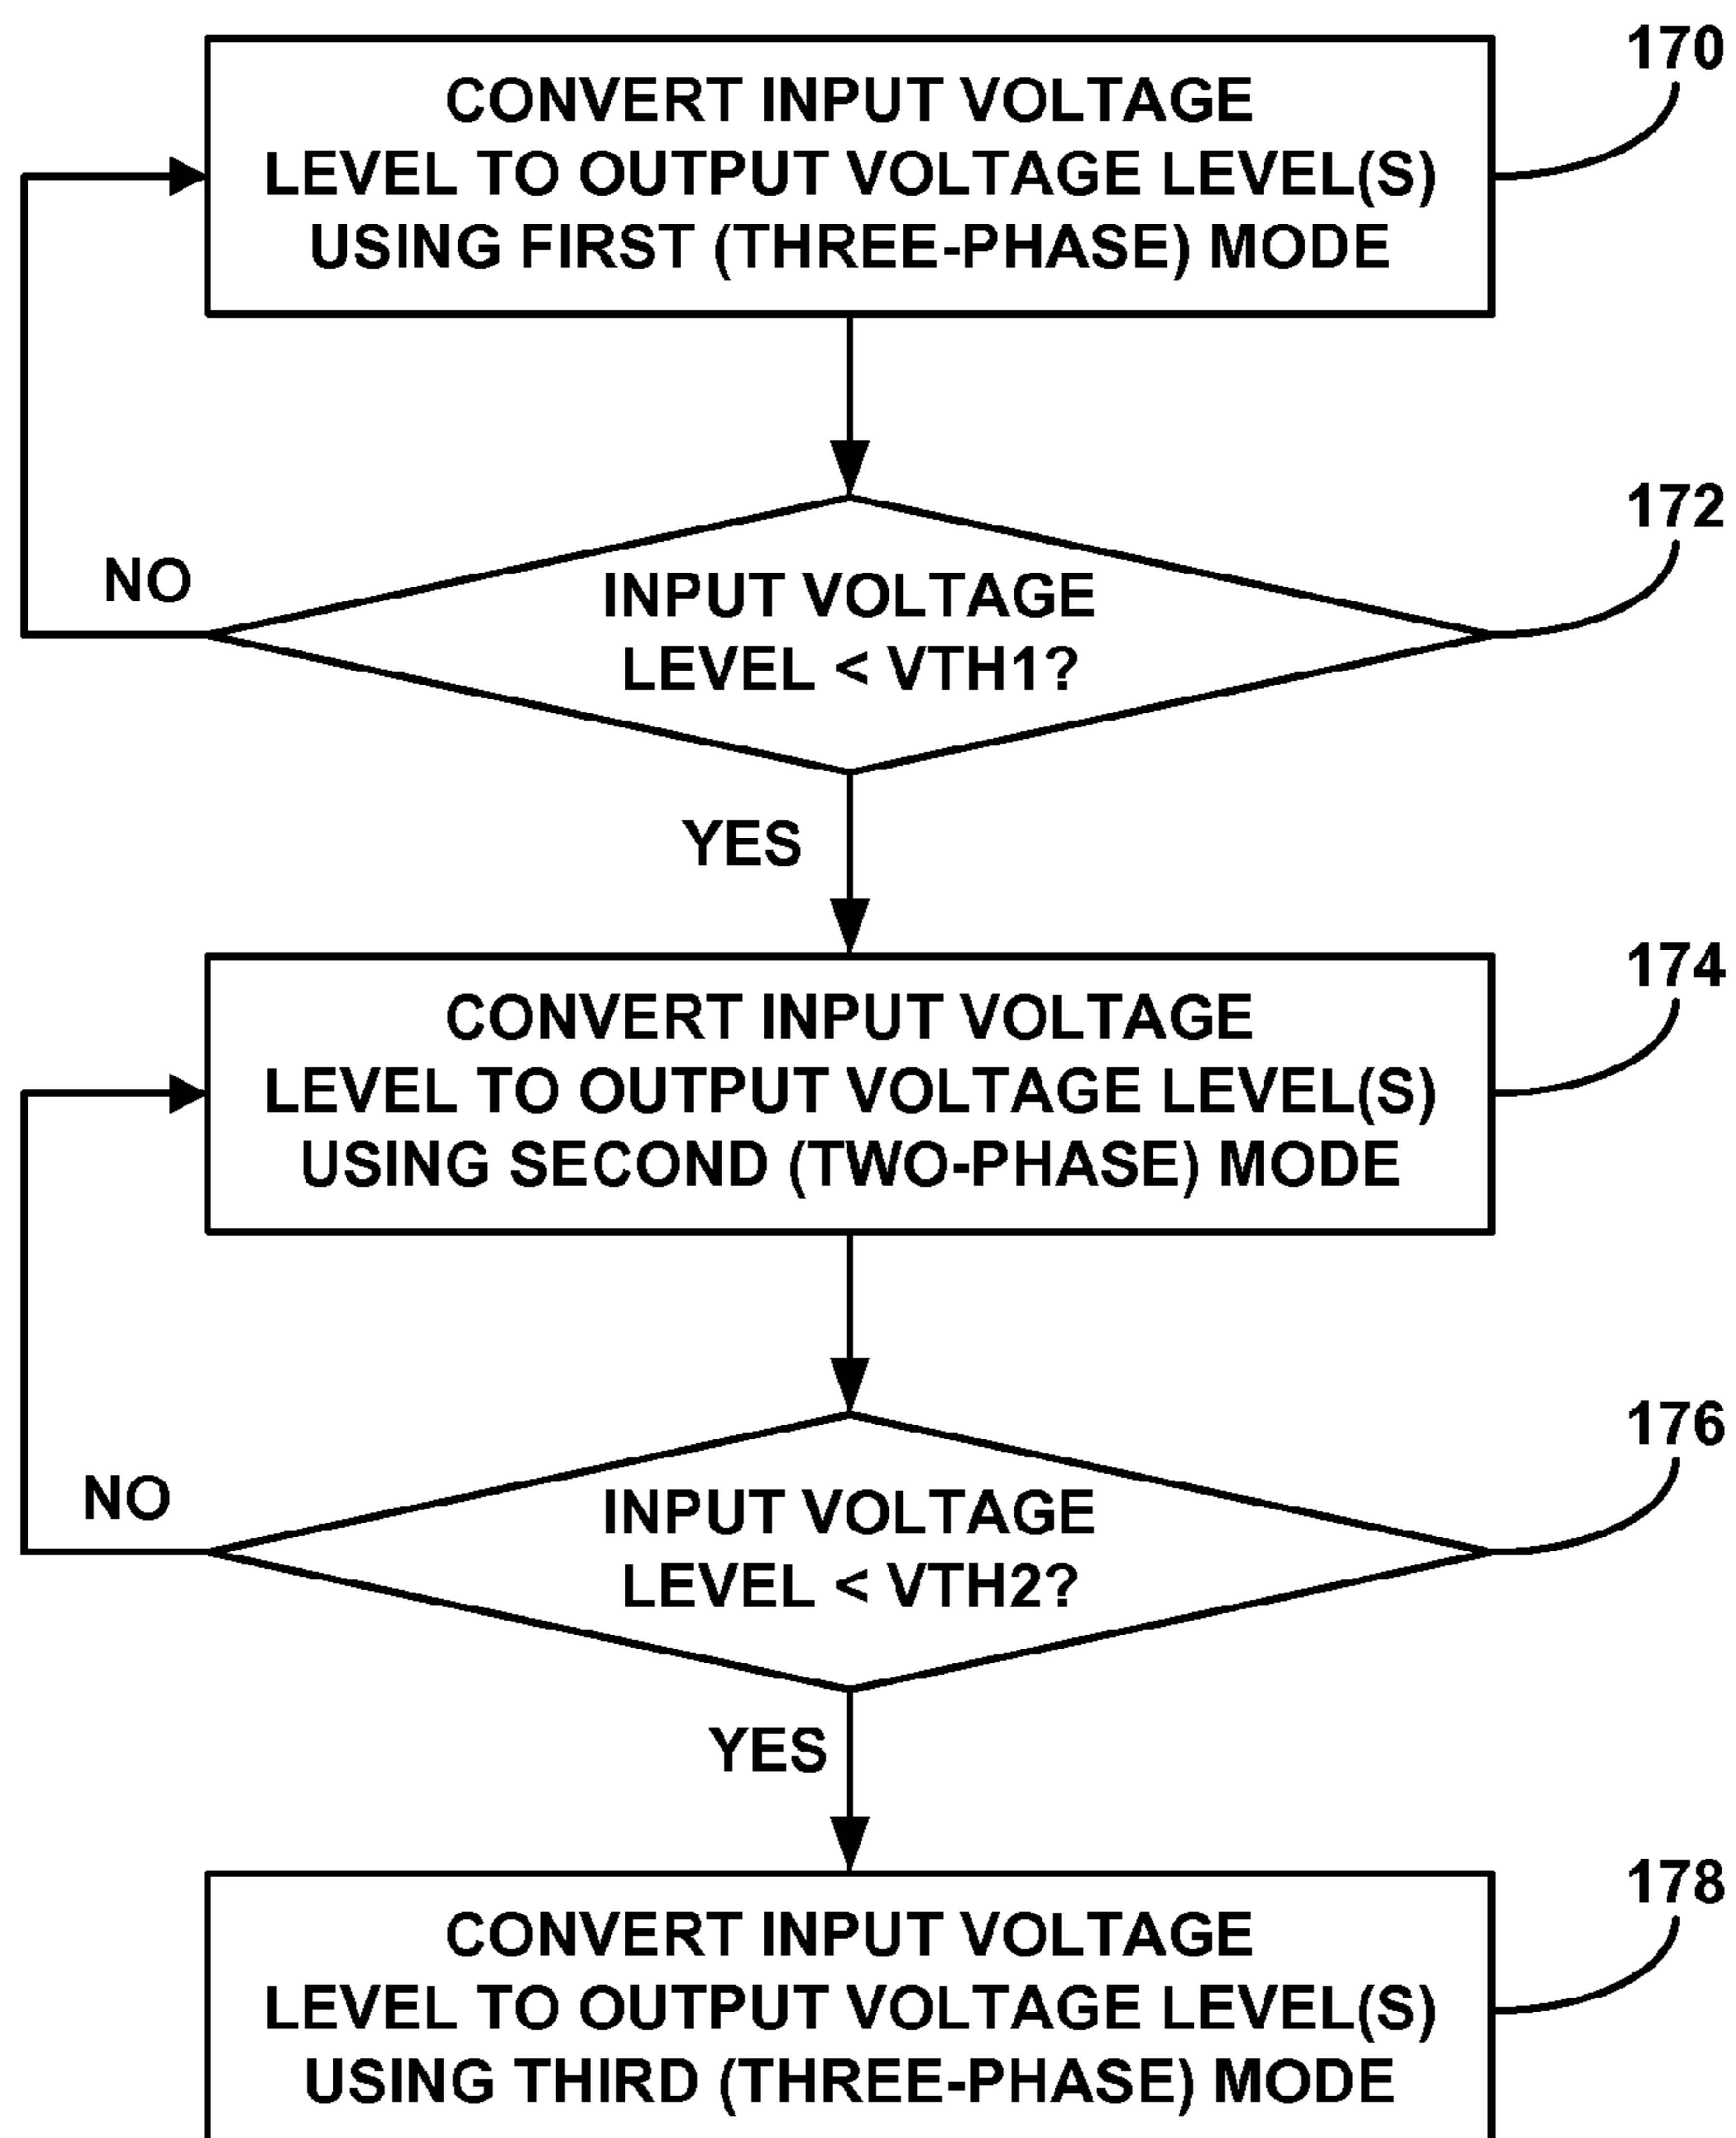 170
CONVERT INPUT VOLTAGE
LEVEL TO OUTPUT VOLTAGE LEVEL(S)
USING FIRST (THREE-PHASE) MODE
172
NO
INPUT VOLTAGE
LEVEL < VTH1?
YES
174
CONVERT INPUT VOLTAGE
LEVEL TO OUTPUT VOLTAGE LEVEL(S)
USING SECOND (TWO-PHASE) MODE
176
NO
INPUT VOLTAGE
LEVEL < VTH2?
YES
178
CONVERT INPUT VOLTAGE
LEVEL TO OUTPUT VOLTAGE LEVEL(S)
USING THIRD (THREE-PHASE) MODE